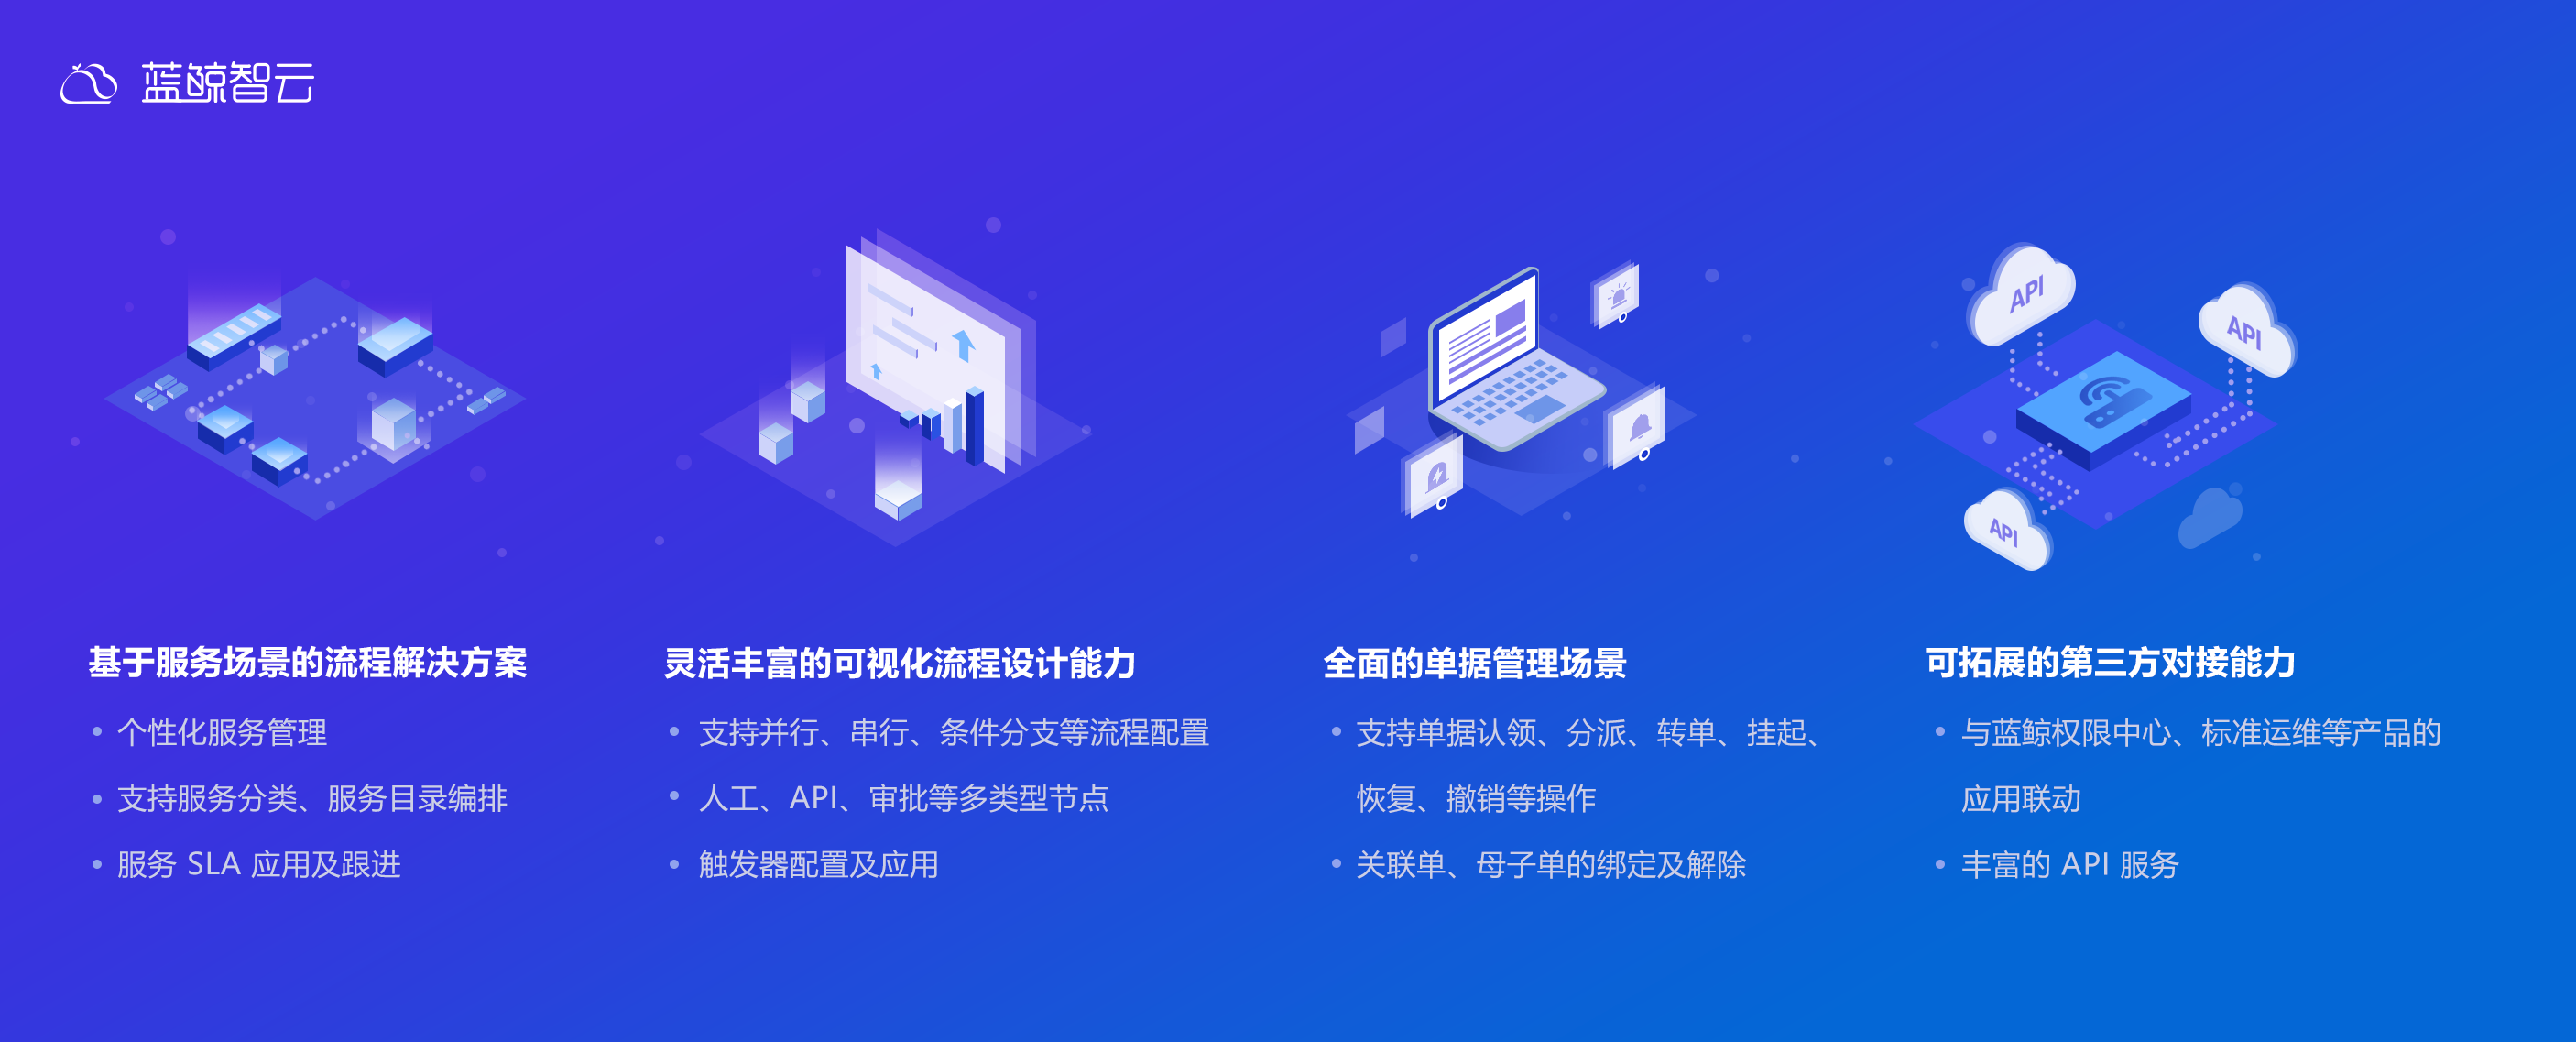 蓝鲸智云
API
API
API
基于服务场景的流程解决方案
• 个性化服务管理
• 支持服务分类、服务目录编排
• 服务 SLA 应用及跟进
灵活丰富的可视化流程设计能力
• 支持并行、串行、条件分支等流程配置
• 人工、API、审批等多类型节点
• 触发器配置及应用
全面的单据管理场景
• 支持单据认领、分派、转单、挂起、
恢复、撤销等操作
• 关联单、母子单的绑定及解除
可拓展的第三方对接能力
• 与蓝鲸权限中心、标准运维等产品的
应用联动
• 丰富的 API 服务